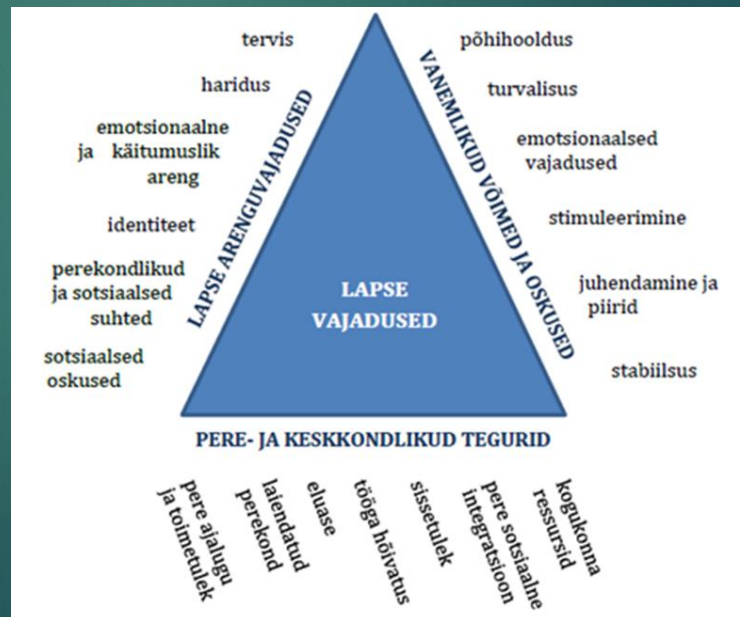 tervis
haridus
emotsionaalne
ja käitumuslik
areng
identiteet
perekondlikud
ja sotsiaalsed
suhted
sotsiaalsed
oskused
LAPSE ARENGUVAJADUSED
LAPSE
VAJADUSED
VANEMLIKUD VÕIMED JA OSKUSED
põhihooldus
turvalisus
emotsionaalsed
vajadused
stimuleerimine
juhendamine ja
piirid
stabiilsus
PERE- JA KESKKONDLIKUD TEGURID
pere ajalugu
ja toimetulek
laiendatud
perekond
eluase
tööga hõivatus
sissetulek
pere sotsiaalne
integratsioon
kogukonna
ressursid